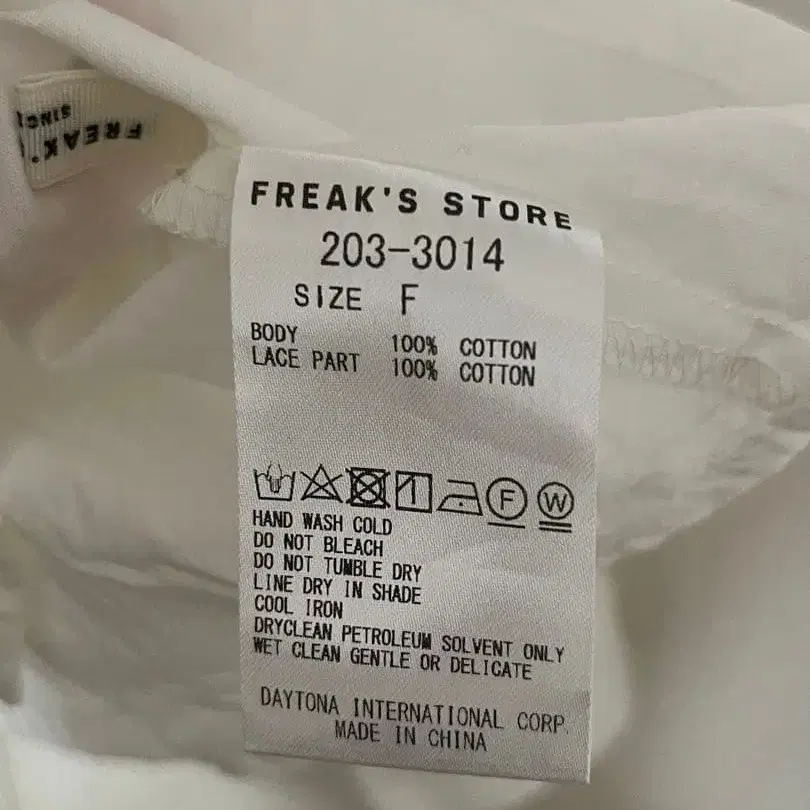 SINC
FREAK'S
FREAK'S STORE
203-3014
SIZE F
BODY 100% COTTON
LACE PART 100% COTTON
F W
HAND WASH COLD
DO NOT BLEACH
DO NOT TUMBLE DRY
LINE DRY IN SHADE
COOL IRON
DRYCLEAN PETROLEUM SOLVENT ONLY
WET CLEAN GENTLE OR DELICATE
DAYTONA INTERNATIONAL CORP.
MADE IN CHINA